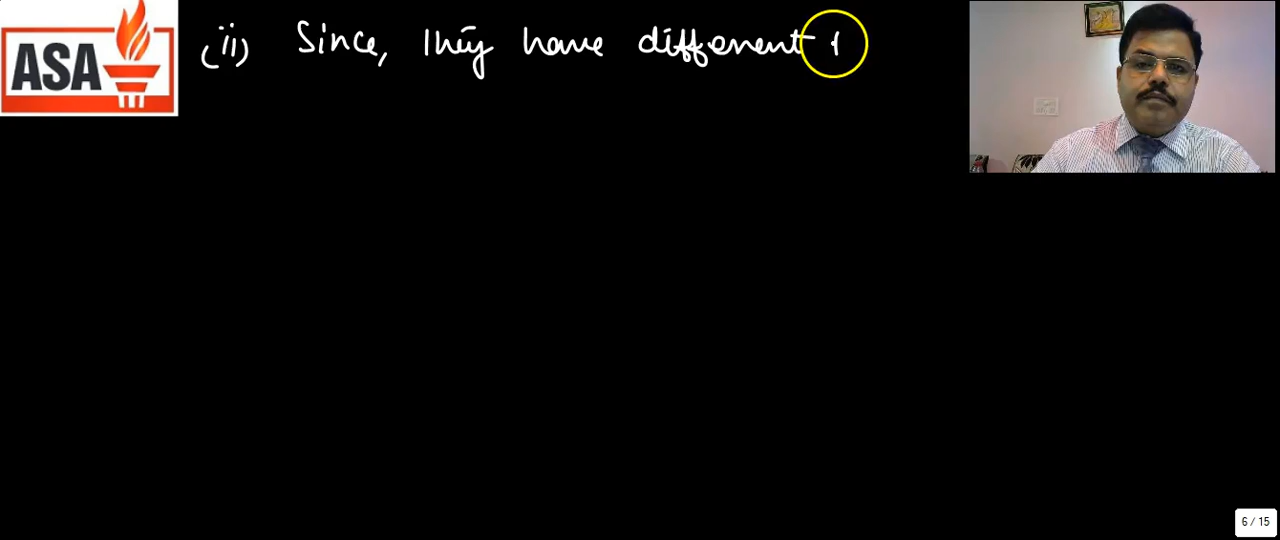 ASA
(ii) Since, they have different
6 / 15